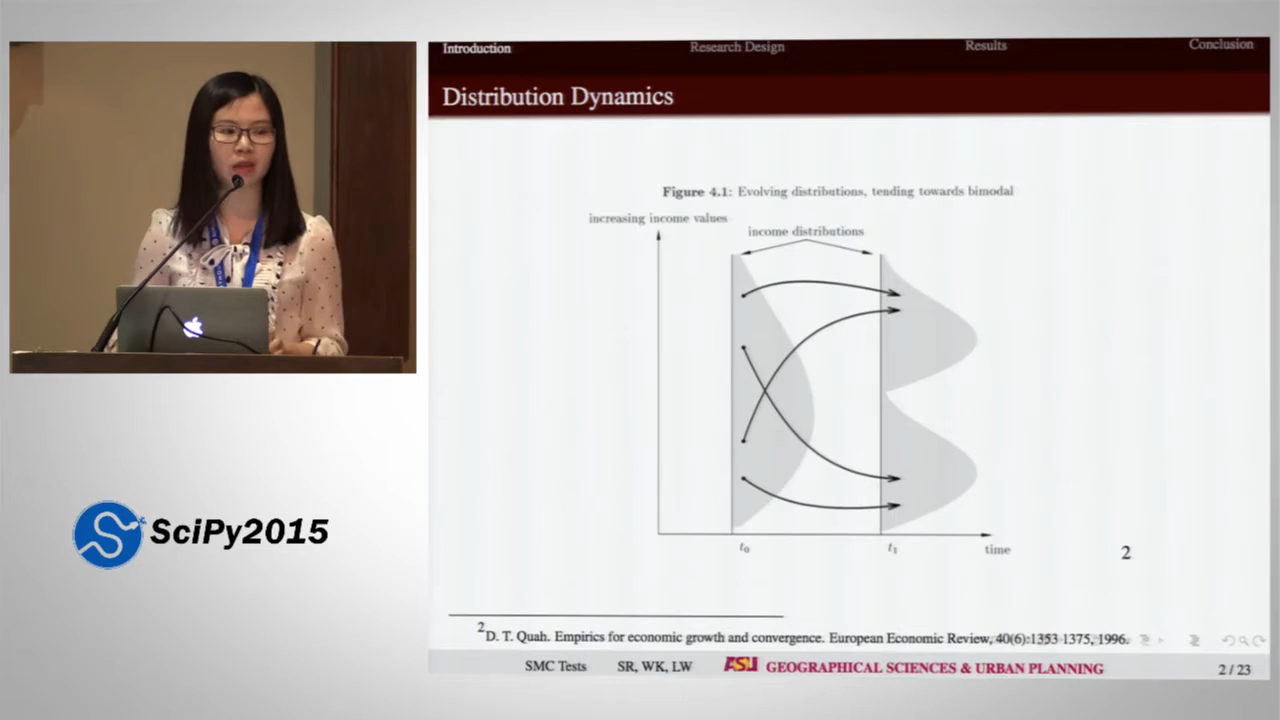 Introduction Research Design Results Conclusion
Distribution Dynamics
Figure 4.1: Evolving distributions, tending towards bimodal
increasing income values
income distributions
t0 t1 time
2
2D. T. Quah. Empirics for economic growth and convergence. European Economic Review, 40(6):1353 1375, 1996.
SMC Tests SR, WK, LW ASU GEOGRAPHICAL SCIENCES & URBAN PLANNING 2 / 23
SciPy2015